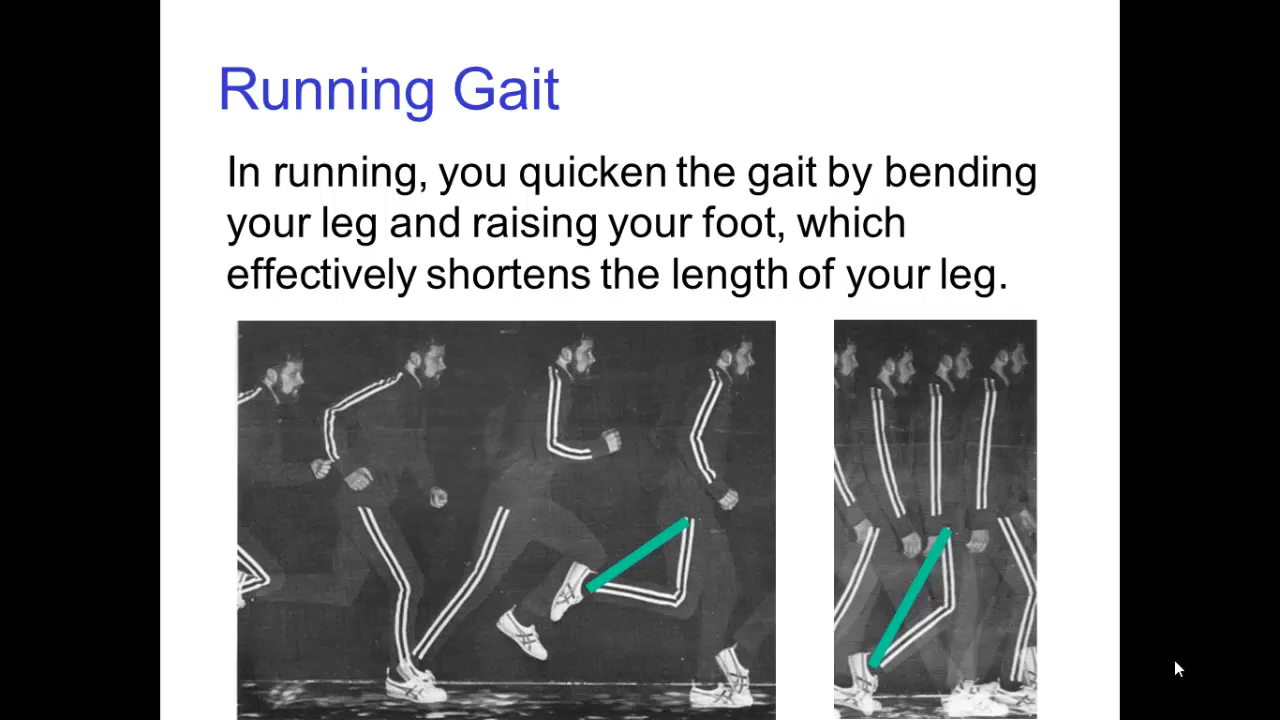 Running Gait
In running, you quicken the gait by bending
your leg and raising your foot, which
effectively shortens the length of your leg.